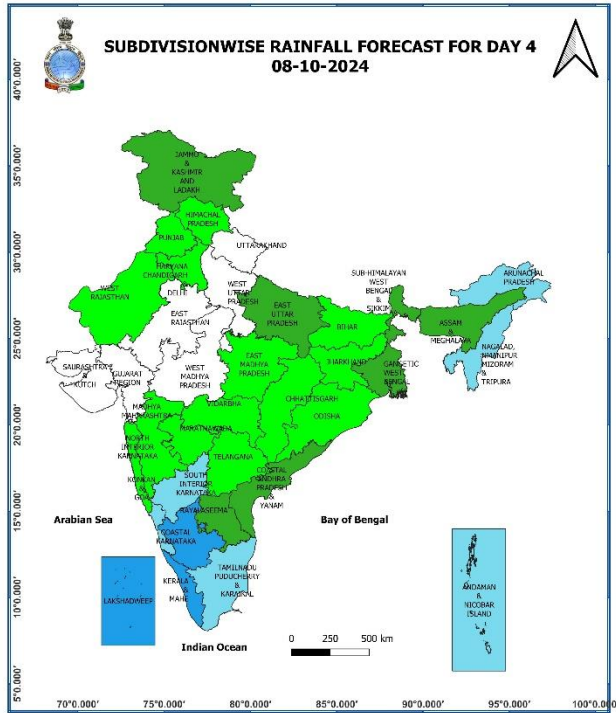 SUBDIVISIONWISE RAINFALL FORECAST FOR DAY 4
08-10-2024
JAMMU
&
KASHMIR
AND
LADAKH
HIMACHAL
PRADESH
PUNJAB
UTTARAKHAND
HARYANA
CHANDIGARH
DELHI
WEST
RAJASTHAN
WEST
UTTAR
PRADESH
SUB-HIMALAYAN
WEST
BENGAL
&
SIKKIM
ARUNACHAL
PRADESH
EAST
UTTAR
PRADESH
EAST
RAJASTHAN
BIHAR
ASSAM
&
MEGHALAYA
NAGALAD,
MANIPUR
MIZORAM
&
TRIPURA
SAURASHTRA
&
KUTCH
GUJARAT
REGION
WEST
MADHYA
PRADESH
EAST
MADHYA
PRADESH
JHARKHAND
GANGETIC
WEST
BENGAL
CHHATTISGARH
VIDARBHA
ODISHA
MADHYA
MAHARASHTRA
MARATHAWADA
NORTH
INTERIOR
KARNATAKA
TELANGANA
KONKAN
&
GOA
SOUTH
INTERIOR
KARNATAKA
COASTAL
ANDHRA
PRADESH
&
YANAM
RAYALASEEMA
Arabian Sea
Bay of Bengal
COASTAL
KARNATAKA
TAMILNADU
PUDUCHERRY
&
KARAIKAL
KERALA
&
MAHE
LAKSHADWEEP
ANDAMAN
&
NICOBAR
ISLAND
Indian Ocean
0 250 500 km
40°0.000'
35°0.000'
30°0.000'
25°0.000'
20°0.000'
15°0.000'
10°0.000'
5°0.000'
70°0.000' 75°0.000' 80°0.000' 85°0.000' 90°0.000' 95°0.000' 100°0.000'